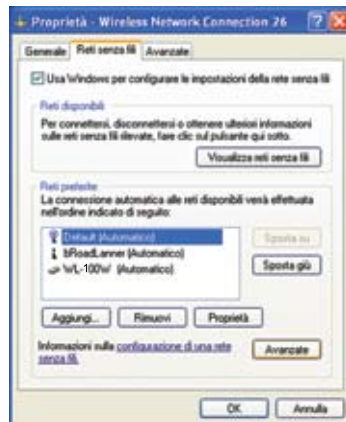 Proprietà - Wireless Network Connection 26
Generale
Reti senza fili
Avanzate
Usa Windows per configurare le impostazioni della rete senza fili
Reti disponibili
Per connettersi, disconnettersi o ottenere ulteriori informazioni
sulle reti senza fili rilevate, fare clic sul pulsante qui sotto.
Visualizza reti senza fili
Reti preferite
La connessione automatica alle reti disponibili verrà effettuata
nell'ordine indicato di seguito:
Default (Automatico)
bRoadLanner (Automatico)
WL-100W (Automatico)
Sposta su
Sposta giù
Aggiungi...
Rimuovi
Proprietà
Informazioni sulla configurazione di una rete
senza fili.
Avanzate
OK
Annulla